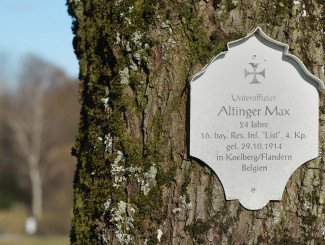 Unteroffizier
Altinger Max
24 Jahre
16. bay. Res. Inf. "List", 4. Kp.
gef. 29.10.1914
in Koelberg/Flandern
Belgien